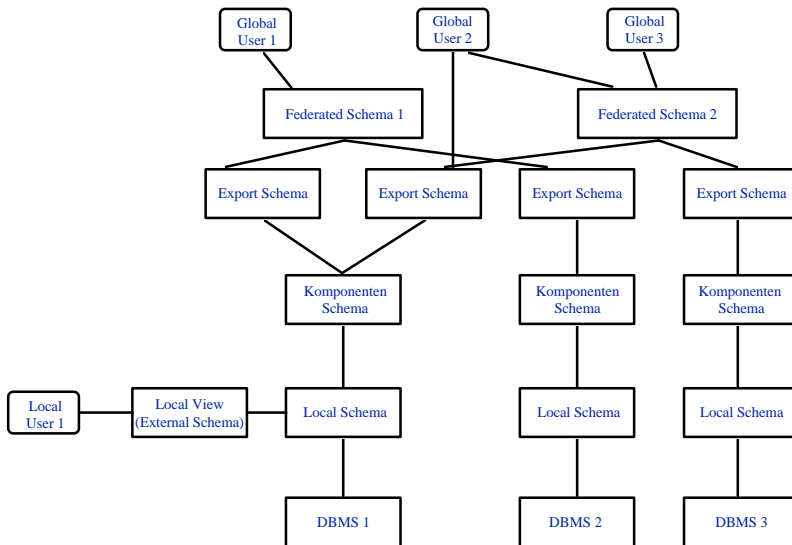 Global
User 1
Global
User 2
Global
User 3
Federated Schema 1
Federated Schema 2
Export Schema
Export Schema
Export Schema
Export Schema
Komponenten
Schema
Komponenten
Schema
Komponenten
Schema
Local
User 1
Local View
(External Schema)
Local Schema
Local Schema
Local Schema
DBMS 1
DBMS 2
DBMS 3